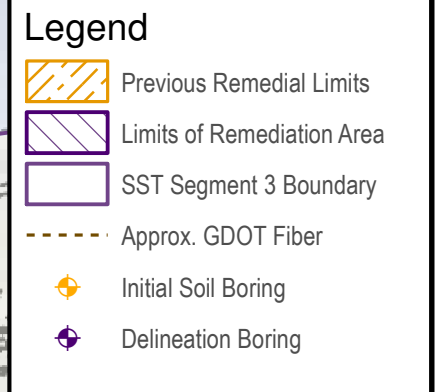 Legend
Previous Remedial Limits
Limits of Remediation Area
SST Segment 3 Boundary
Approx. GDOT Fiber
Initial Soil Boring
Delineation Boring